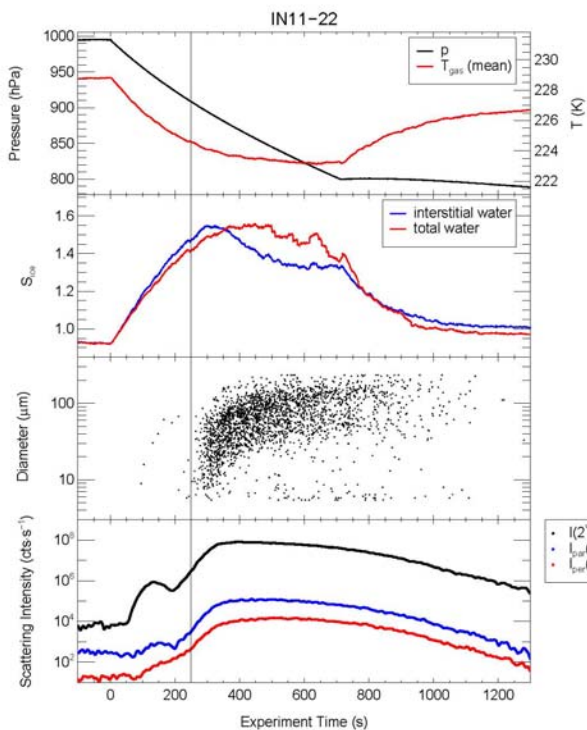 IN11-22
1000
950
900
850
800
Pressure (hPa)
p
T_gas (mean)
230
228
226
224
222
T (K)
1.6
1.4
1.2
1.0
S_ice
interstitial water
total water
100
10
Diameter (μm)
10^8
10^6
10^4
10^2
Scattering Intensity (cts·s⁻¹)
I(2
I_par(
I_per(
0 200 400 600 800 1000 1200
Experiment Time (s)